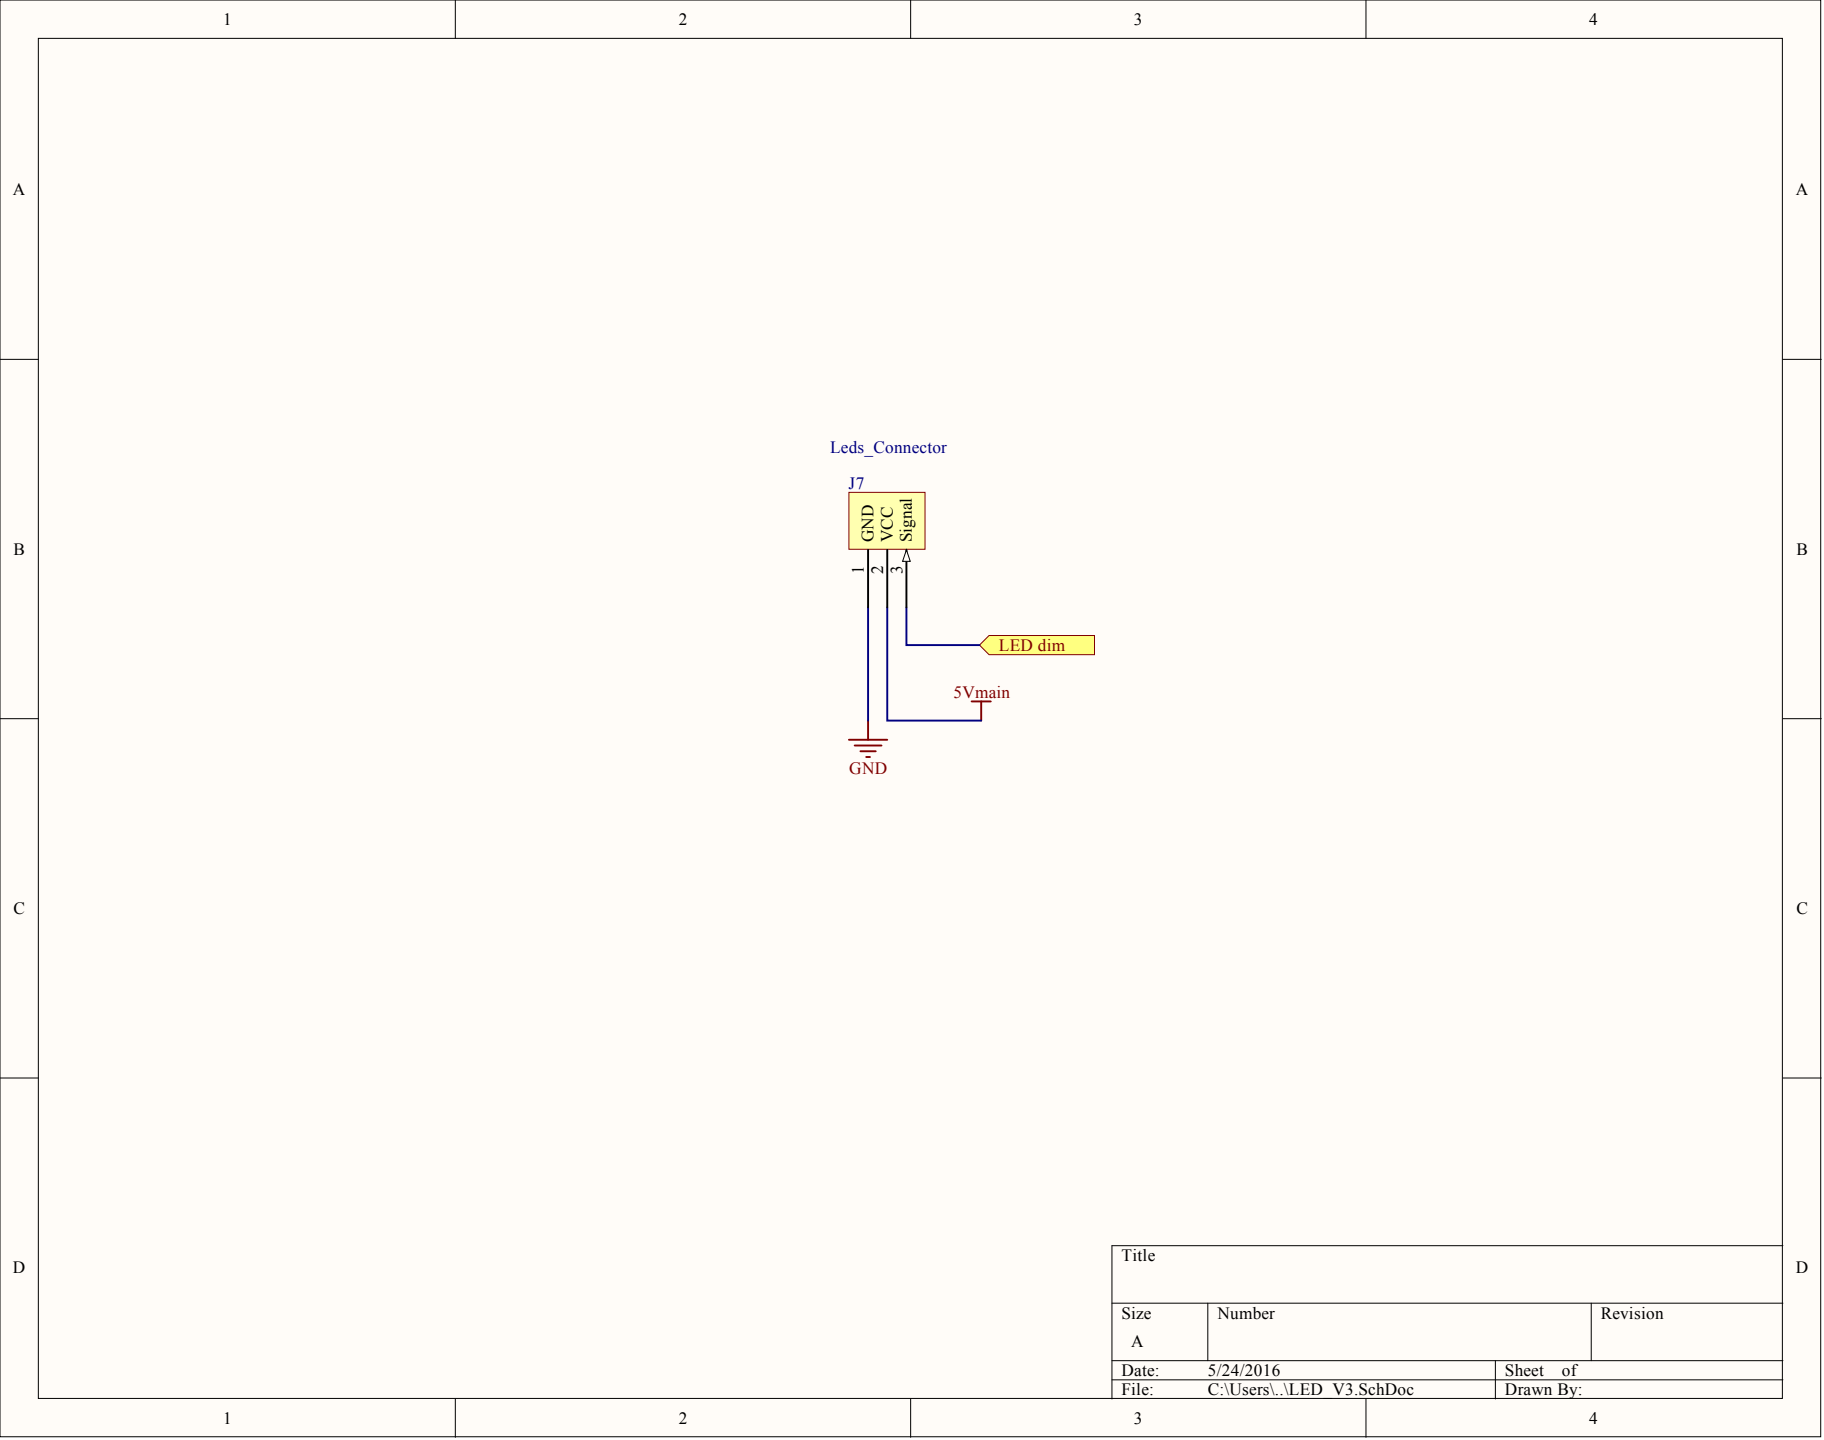 1 2 3 4
A A
Leds_Connector
J7
GND
VCC
Signal
1
2
3
B B
LED dim
5Vmain
GND
C C
Title
D D
Size Number Revision
A
Date: 5/24/2016 Sheet of
File: C:\Users\..\LED_V3.SchDoc Drawn By:
1 2 3 4